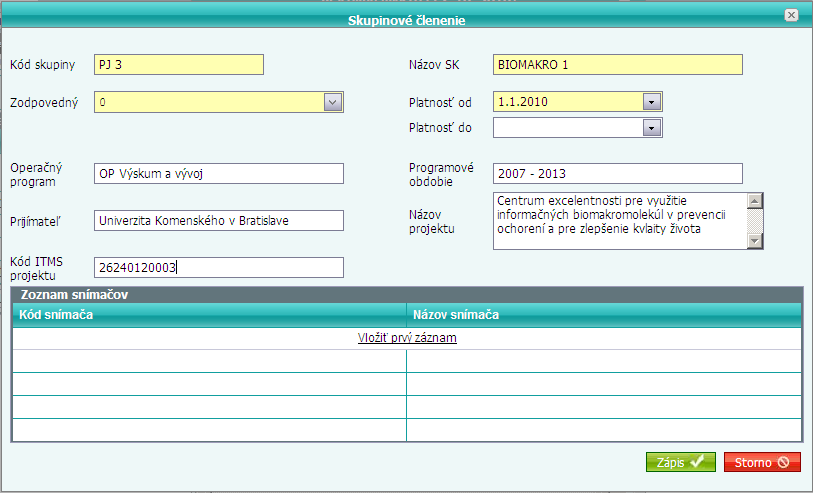 Skupinové členenie
Kód skupiny PJ 3 Názov SK BIOMAKRO 1
Zodpovedný 0 Platnosť od 1.1.2010
Platnosť do
Operačný program OP Výskum a vývoj Programové obdobie 2007 - 2013
Prijímateľ Univerzita Komenského v Bratislave
Názov projektu
Centrum excelentnosti pre využitie
informačných biomakromolekúl v prevencii
ochorení a pre zlepšenie kvlaity života
Kód ITMS projektu 26240120003
Zoznam snímačov
Kód snímača Názov snímača
Vložiť prvý záznam
Zápis Storno